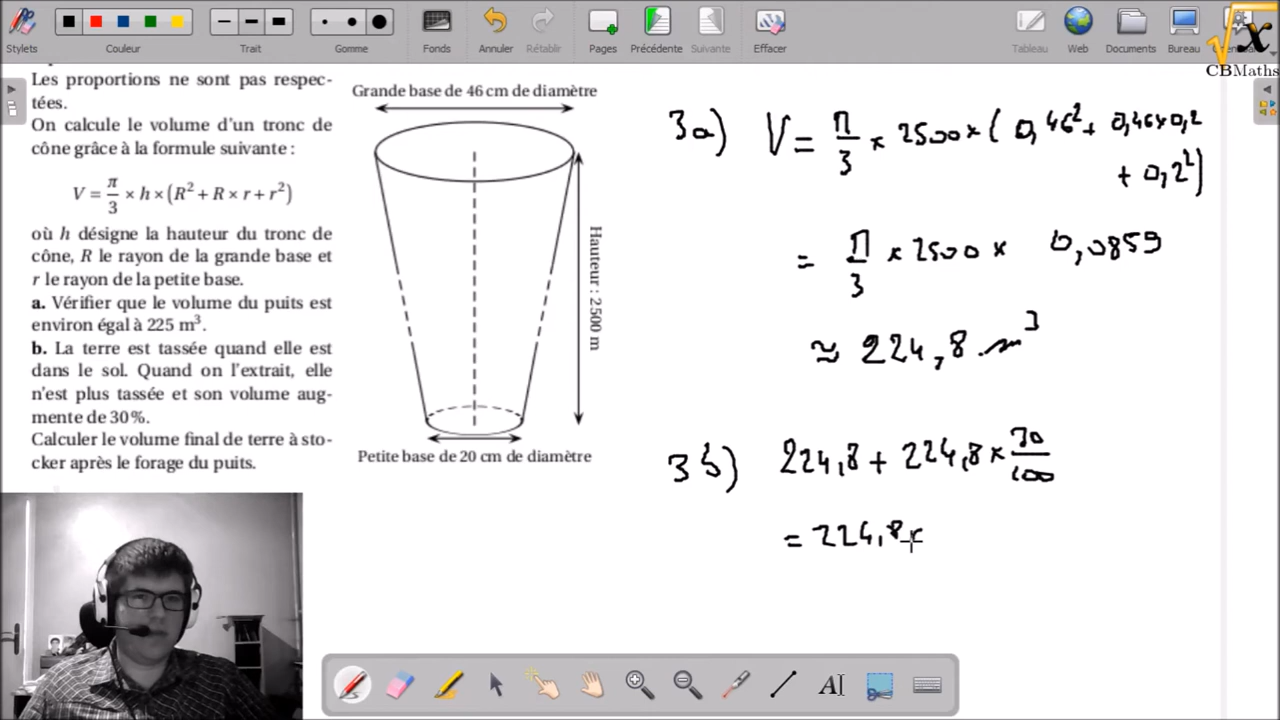 Stylets
Couleur
Trait
Gomme
Fonds
Annuler
Rétablir
Pages
Précédente
Suivante
Effacer
Tableau
Web
Documents
Bureau
CBMaths
Les proportions ne sont pas respec-
tées.
On calcule le volume d'un tronc de
cône grâce à la formule suivante :
V = π/3 × h × (R² + R × r + r²)
où h désigne la hauteur du tronc de
cône, R le rayon de la grande base et
r le rayon de la petite base.
a. Vérifier que le volume du puits est
environ égal à 225 m³.
b. La terre est tassée quand elle est
dans le sol. Quand on l'extrait, elle
n'est plus tassée et son volume aug-
mente de 30%.
Calculer le volume final de terre à sto-
cker après le forage du puits.
Grande base de 46 cm de diamètre
Hauteur : 2500 m
Petite base de 20 cm de diamètre
3a) V = π/3 × 2500 × ( 0,46² + 0,46×0,2
+ 0,2²)
= π/3 × 2500 × 0,0859
≈ 224,8 m³
3b) 224,8 + 224,8 × 30/100
= 224,8 ×
AI